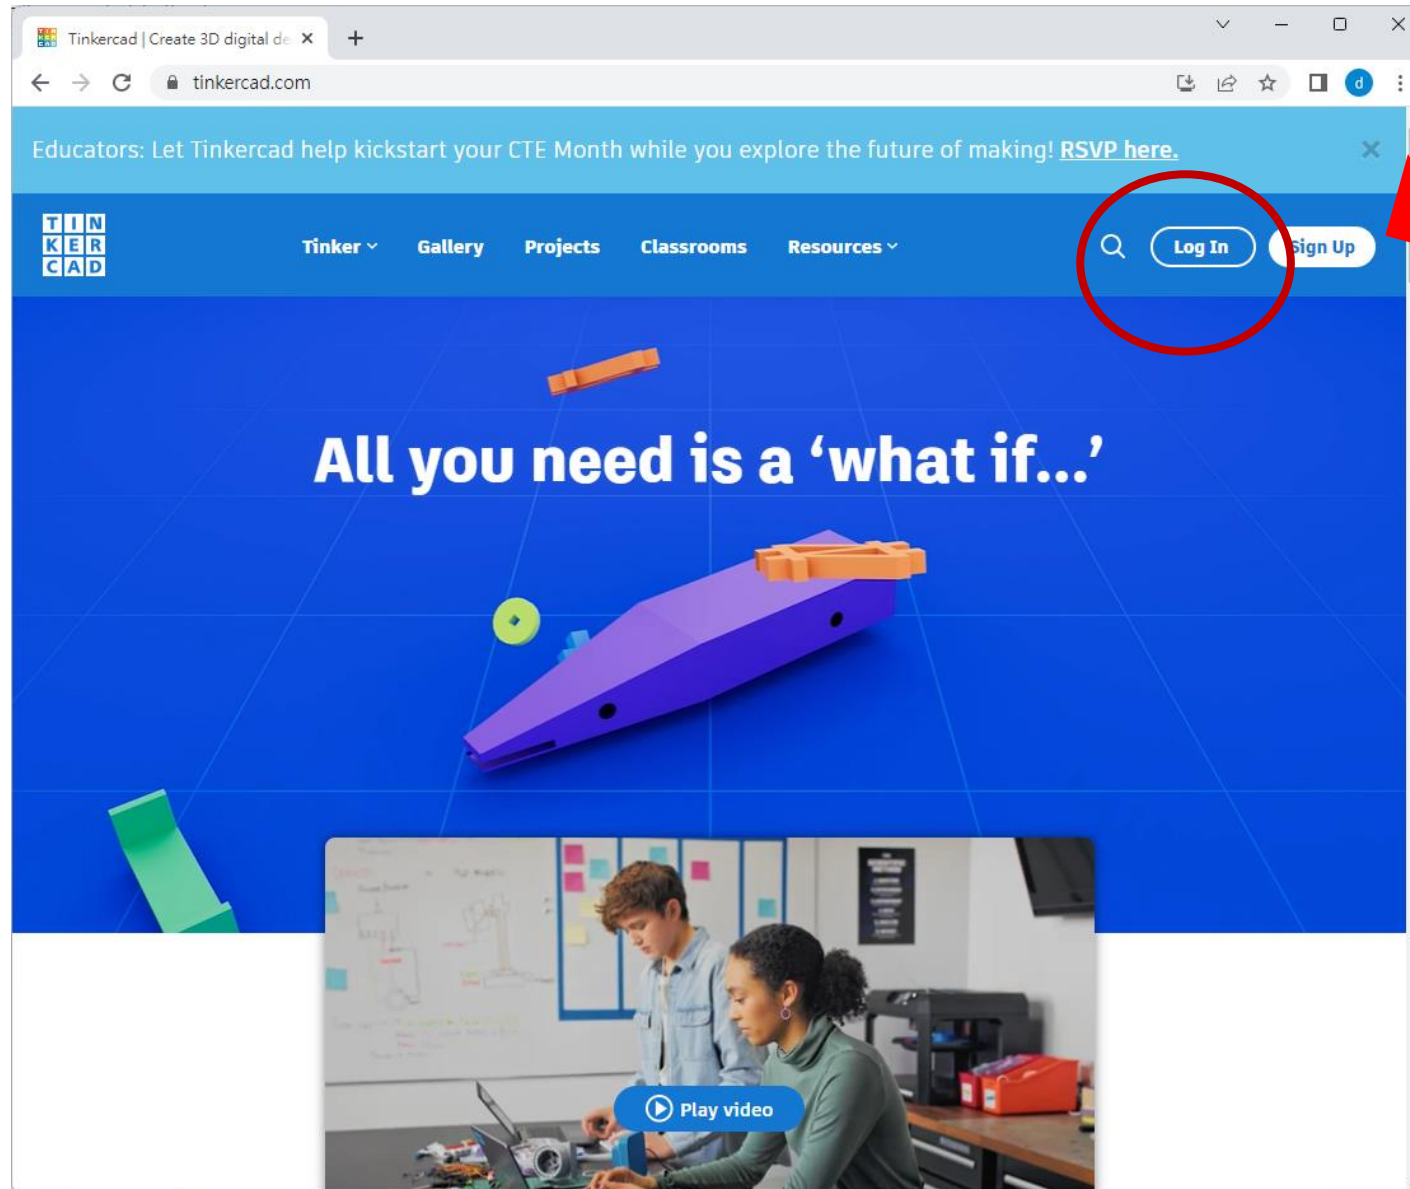 Tinkercad | Create 3D digital de
tinkercad.com
d
Educators: Let Tinkercad help kickstart your CTE Month while you explore the future of making! RSVP here.
TIN
KER
CAD
Tinker Gallery Projects Classrooms Resources Log In Sign Up
All you need is a ‘what if...’
Play video